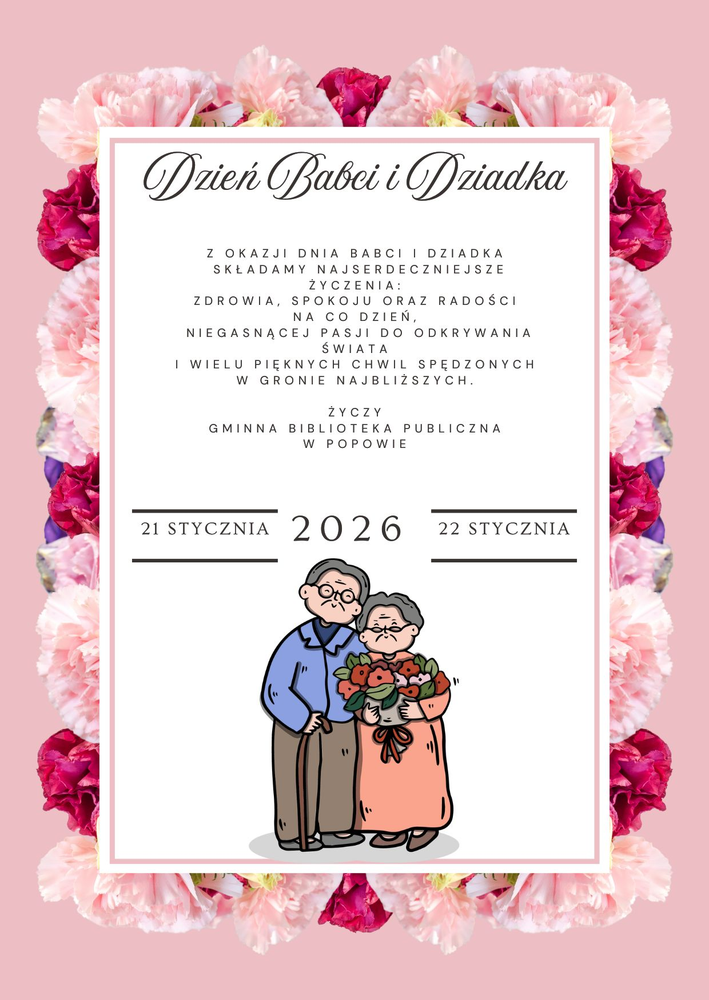 Dzień Babci i Dziadka
Z OKAZJI DNIA BABCI I DZIADKA
SKŁADAMY NAJSERDECZNIEJSZE
ŻYCZENIA:
ZDROWIA, SPOKOJU ORAZ RADOŚCI
NA CO DZIEŃ,
NIEGASNĄCEJ PASJI DO ODKRYWANIA
ŚWIATA
I WIELU PIĘKNYCH CHWIL SPĘDZONYCH
W GRONIE NAJBLIŻSZYCH.
ŻYCZY
GMINNA BIBLIOTEKA PUBLICZNA
W POPOWIE
21 STYCZNIA
2026
22 STYCZNIA